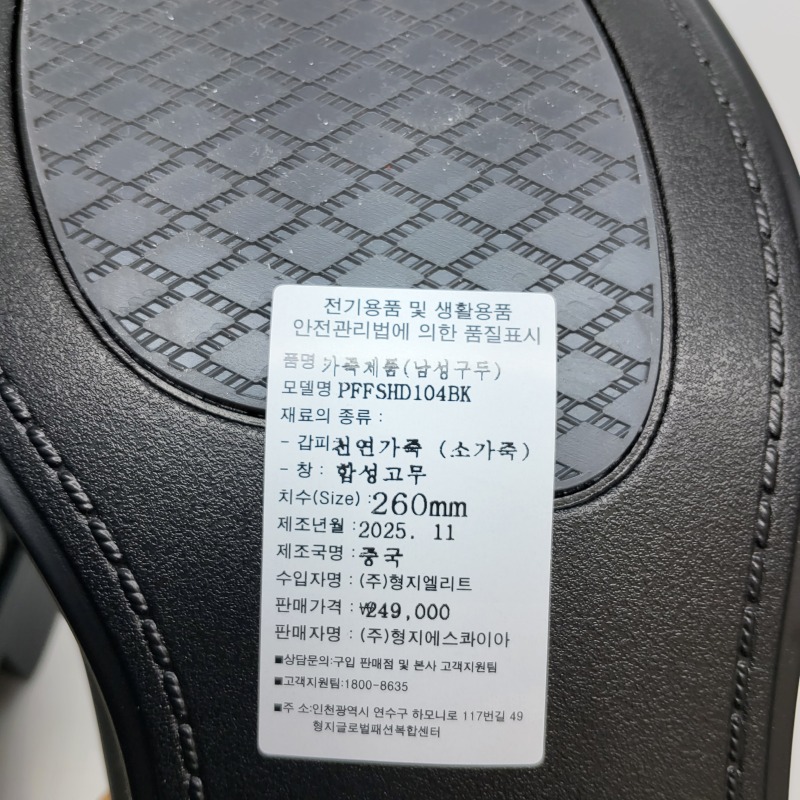 전기용품 및 생활용품
안전관리법에 의한 품질표시
품명 : 가죽제품(남성구두)
모델명 PFFSHD104BK
재료의 종류 :
- 갑피천연가죽 (소가죽)
- 창 : 합성고무
치수(Size) :260mm
제조년월 :2025. 11
제조국명 : 중국
수입자명 : (주)형지엘리트
판매가격 : ₩249,000
판매자명 : (주)형지에스콰이아
■상담문의:구입 판매점 및 본사 고객지원팀
■고객지원팀:1800-8635
■주 소:인천광역시 연수구 하모니로 117번길 49
형지글로벌패션복합센터